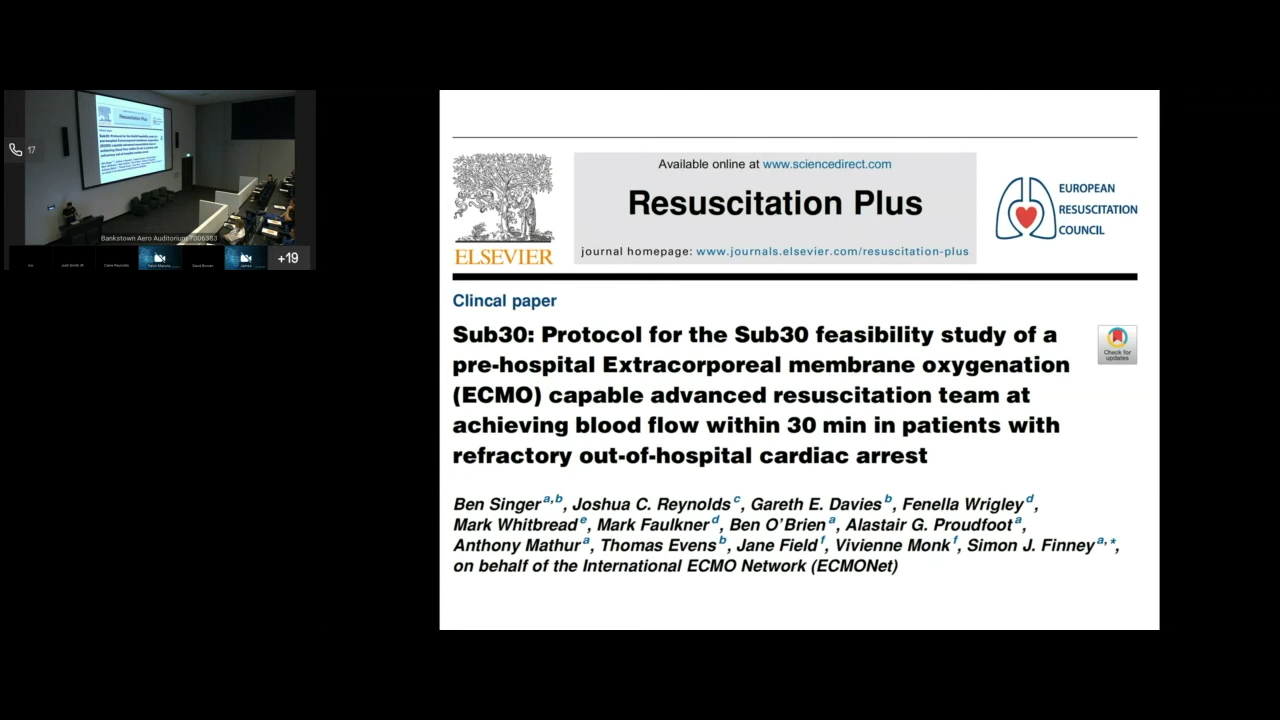 17
Bankstown Aero Auditorium 7006383
+19
Available online at www.sciencedirect.com
Resuscitation Plus
journal homepage: www.journals.elsevier.com/resuscitation-plus
ELSEVIER
EUROPEAN
RESUSCITATION
COUNCIL
Clincal paper
Sub30: Protocol for the Sub30 feasibility study of a
pre-hospital Extracorporeal membrane oxygenation
(ECMO) capable advanced resuscitation team at
achieving blood flow within 30 min in patients with
refractory out-of-hospital cardiac arrest
Check for
updates
Ben Singer a,b, Joshua C. Reynolds c, Gareth E. Davies b, Fenella Wrigley d,
Mark Whitbread e, Mark Faulkner d, Ben O'Brien a, Alastair G. Proudfoot a,
Anthony Mathur a, Thomas Evens b, Jane Field f, Vivienne Monk f, Simon J. Finney a,*,
on behalf of the International ECMO Network (ECMONet)